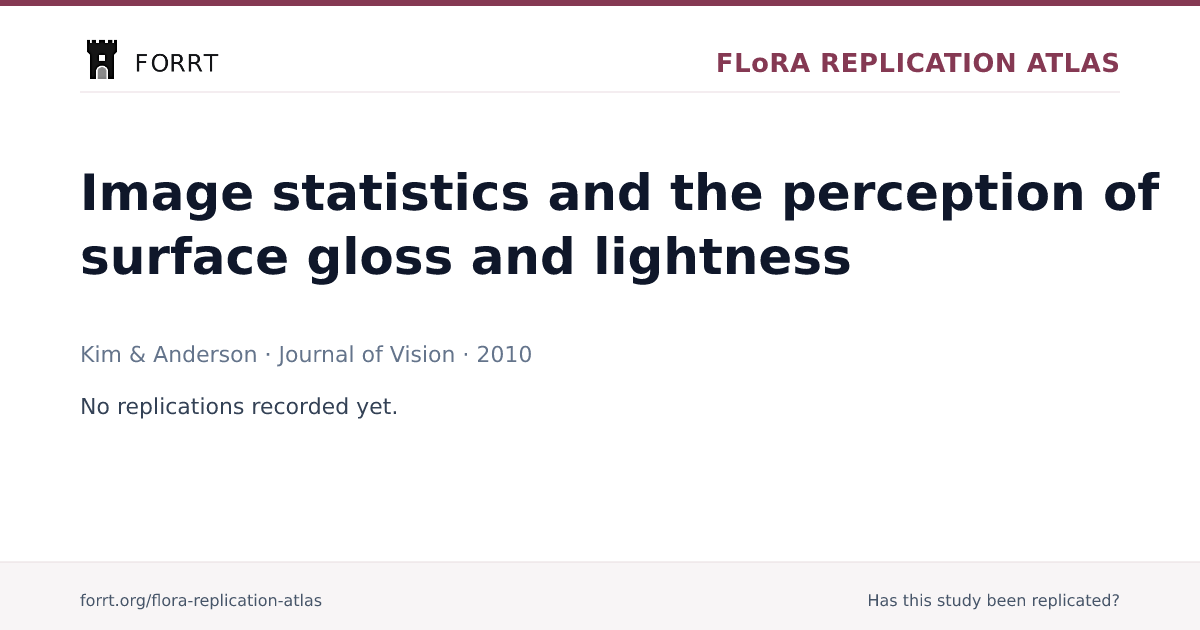 FORRT
FLoRA REPLICATION ATLAS
Image statistics and the perception of
surface gloss and lightness
Kim & Anderson · Journal of Vision · 2010
No replications recorded yet.
forrt.org/flora-replication-atlas
Has this study been replicated?